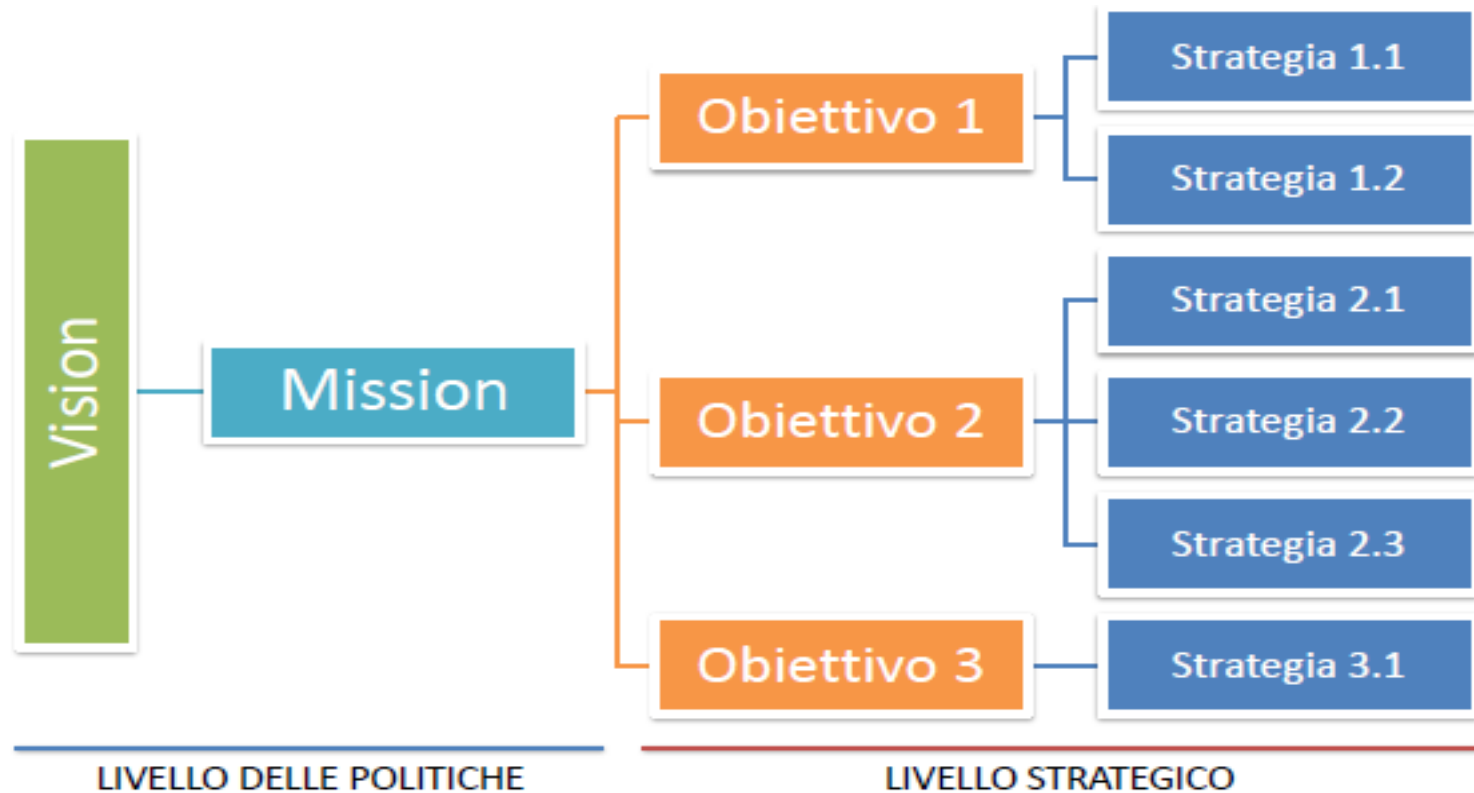 Vision
Mission
Obiettivo 1
Strategia 1.1
Strategia 1.2
Obiettivo 2
Strategia 2.1
Strategia 2.2
Strategia 2.3
Obiettivo 3
Strategia 3.1
LIVELLO DELLE POLITICHE
LIVELLO STRATEGICO